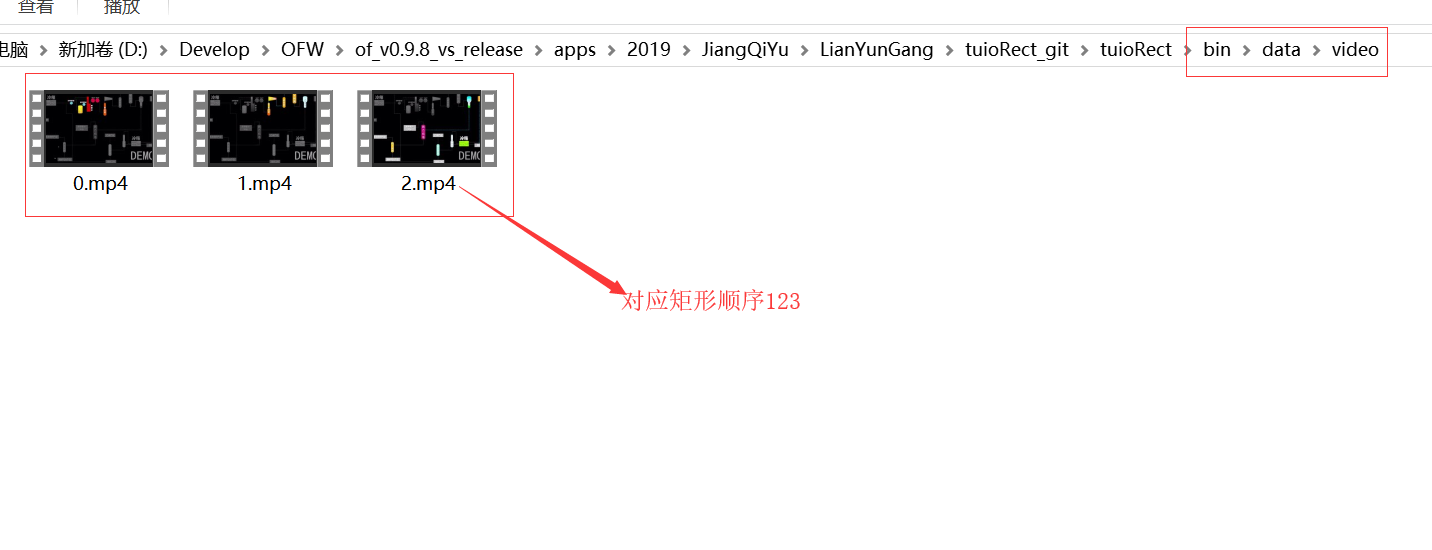 查看 播放
电脑 > 新加卷 (D:) > Develop > OFW > of_v0.9.8_vs_release > apps > 2019 > JiangQiYu > LianYunGang > tuioRect_git > tuioRect > bin > data > video
0.mp4 1.mp4 2.mp4
对应矩形顺序123